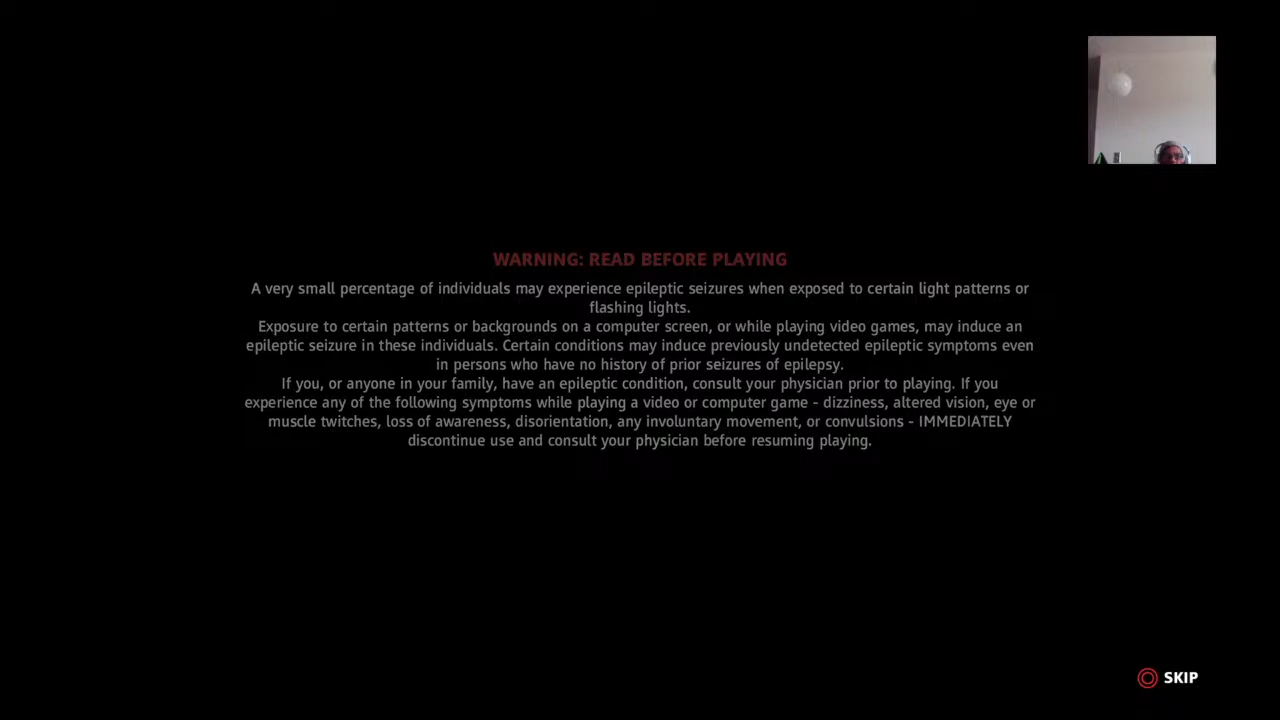 WARNING: READ BEFORE PLAYING
A very small percentage of individuals may experience epileptic seizures when exposed to certain light patterns or
flashing lights.
Exposure to certain patterns or backgrounds on a computer screen, or while playing video games, may induce an
epileptic seizure in these individuals. Certain conditions may induce previously undetected epileptic symptoms even
in persons who have no history of prior seizures of epilepsy.
If you, or anyone in your family, have an epileptic condition, consult your physician prior to playing. If you
experience any of the following symptoms while playing a video or computer game - dizziness, altered vision, eye or
muscle twitches, loss of awareness, disorientation, any involuntary movement, or convulsions - IMMEDIATELY
discontinue use and consult your physician before resuming playing.
SKIP